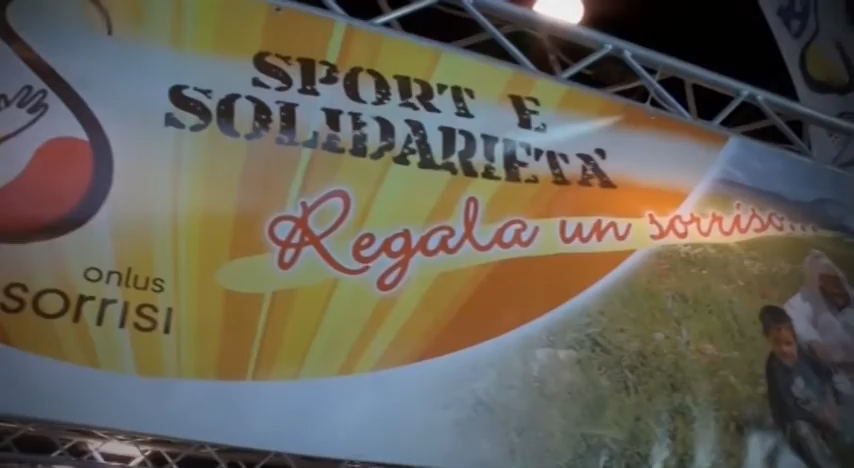 SPORT E
SOLIDARIETÀ
Regala un sorriso...
onlus
sorrisi